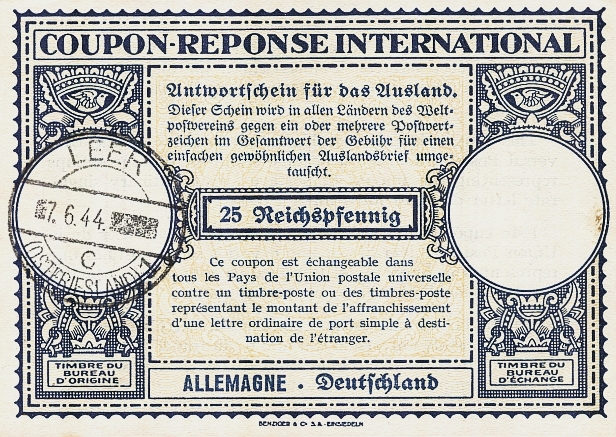 COUPON-REPONSE INTERNATIONAL
Antwortschein für das Ausland.
Dieser Schein wird in allen Ländern des Welt-
postvereins gegen ein oder mehrere Postwert-
zeichen im Gesamtwert der Gebühr für einen
einfachen gewöhnlichen Auslandsbrief umge-
tauscht.
LEER
7.6.44.
C
(OSTFRIESLAND) 1
25 Reichspfennig
Ce coupon est échangeable dans
tous les Pays de l'Union postale universelle
contre un timbre-poste ou des timbres-poste
représentant le montant de l'affranchissement
d'une lettre ordinaire de port simple à desti-
nation de l'étranger.
TIMBRE DU
BUREAU
D'ORIGINE
ALLEMAGNE . Deutschland
TIMBRE DU
BUREAU
D'ÉCHANGE
BENZIGER & Co S.A. - EINSIEDELN